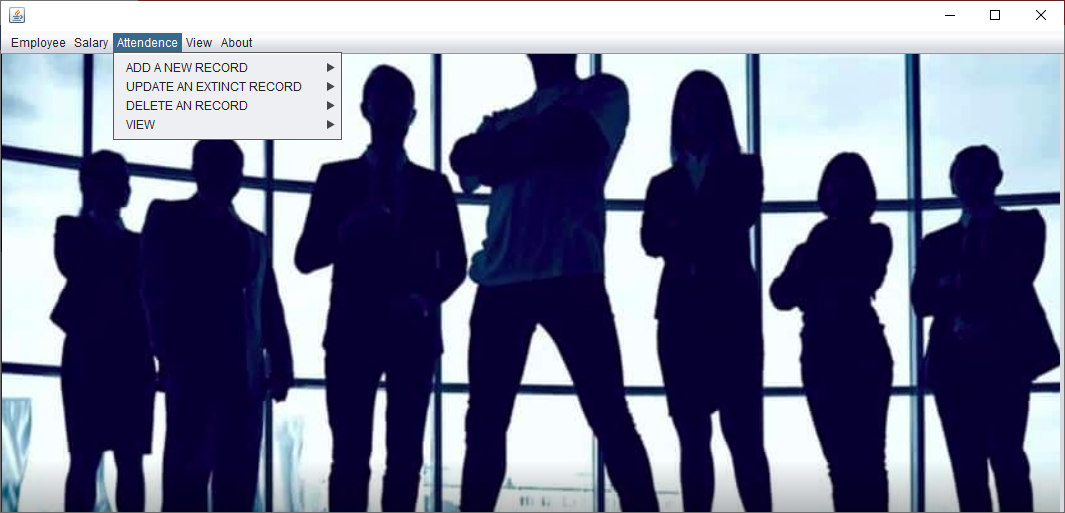 Employee Salary Attendence View About
ADD A NEW RECORD
UPDATE AN EXTINCT RECORD
DELETE AN RECORD
VIEW